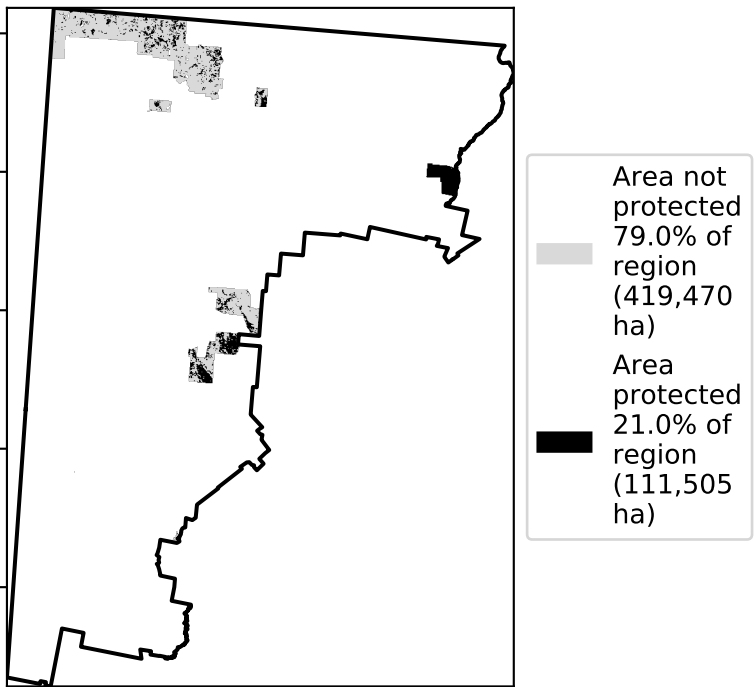 Area not
protected
79.0% of
region
(419,470
ha)
Area
protected
21.0% of
region
(111,505
ha)